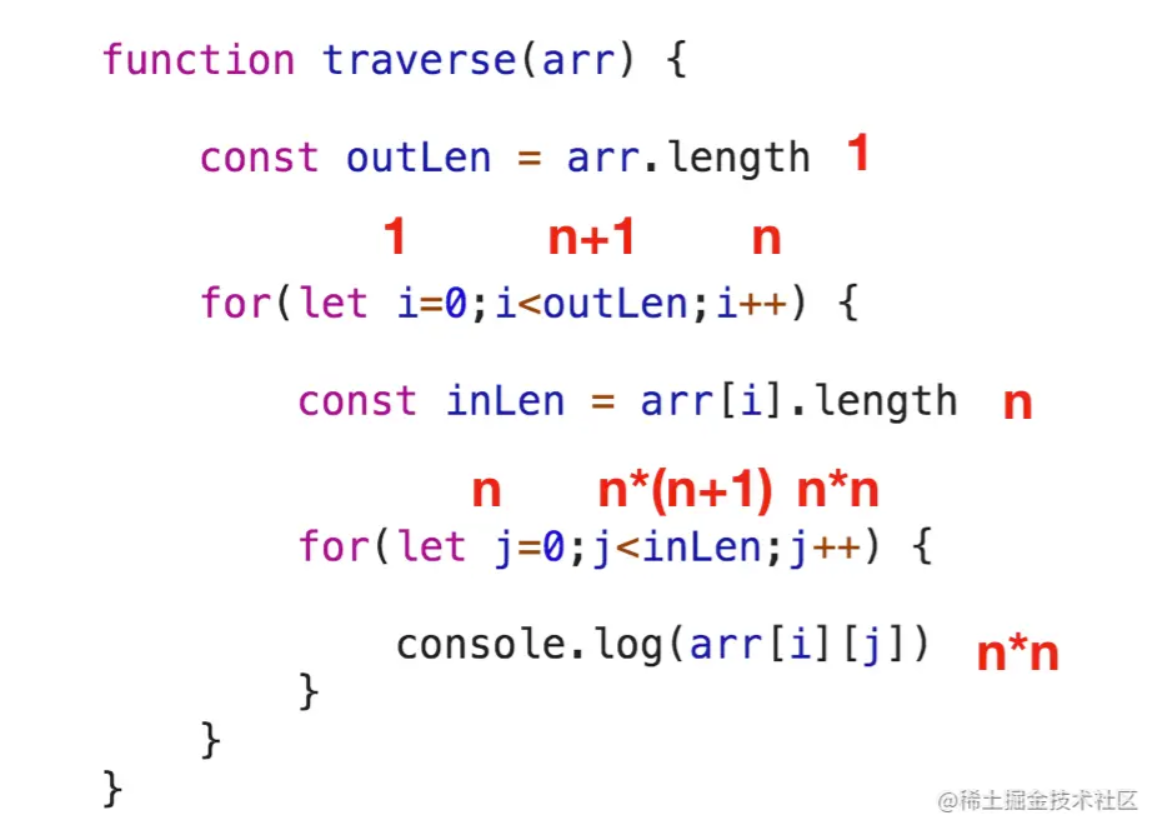 function traverse(arr) {
const outLen = arr.length 1
1 n+1 n
for(let i=0;i<outLen;i++) {
const inLen = arr[i].length n
n n*(n+1) n*n
for(let j=0;j<inLen;j++) {
console.log(arr[i][j]) n*n
}
}
}
@稀土掘金技术社区